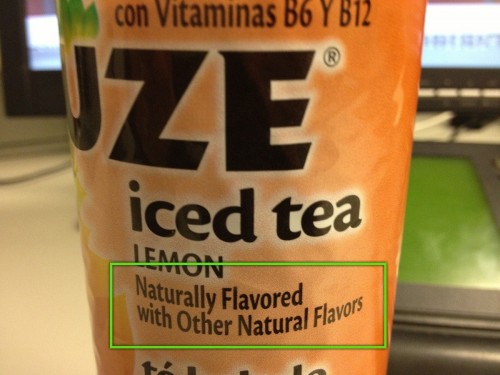 con Vitaminas B6 Y B12
UZE®
iced tea
LEMON
Naturally Flavored
with Other Natural Flavors